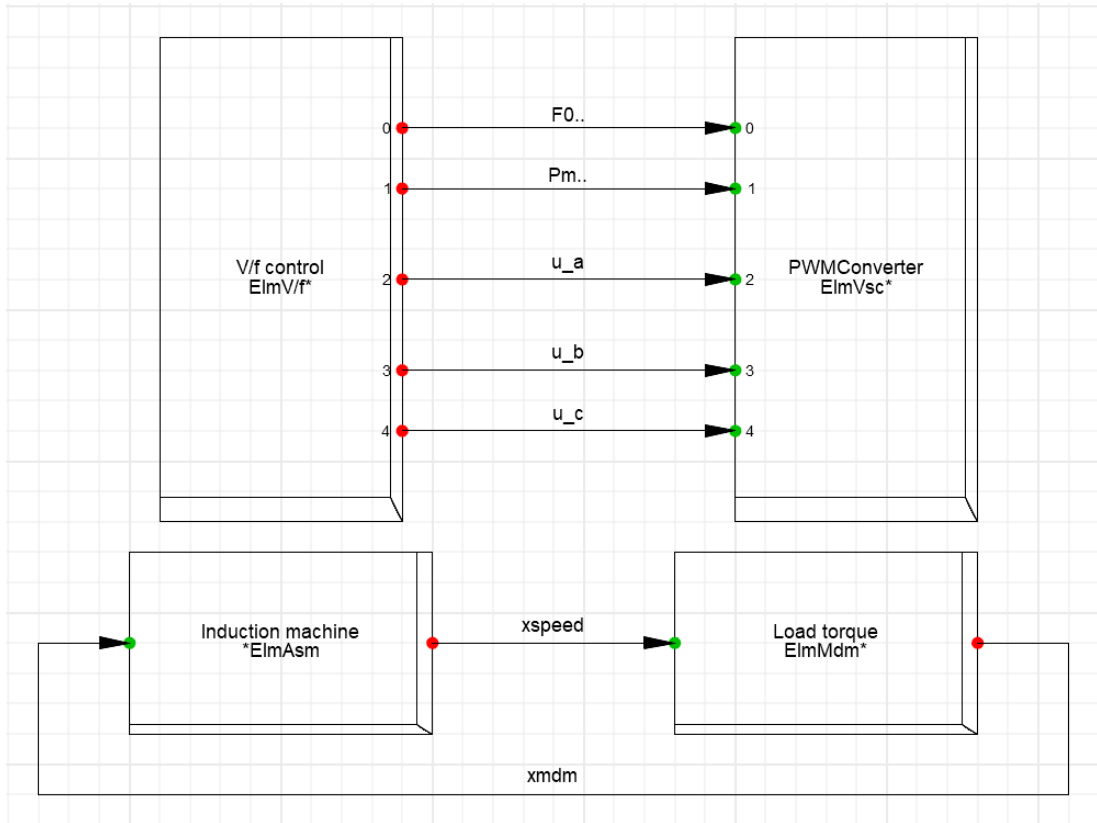 F0..
0
0
Pm..
1
1
V/f control
ElmV/f*
u_a
2
2
PWMConverter
ElmVsc*
u_b
3
3
u_c
4
4
Induction machine
*ElmAsm
xspeed
Load torque
ElmMdm*
xmdm